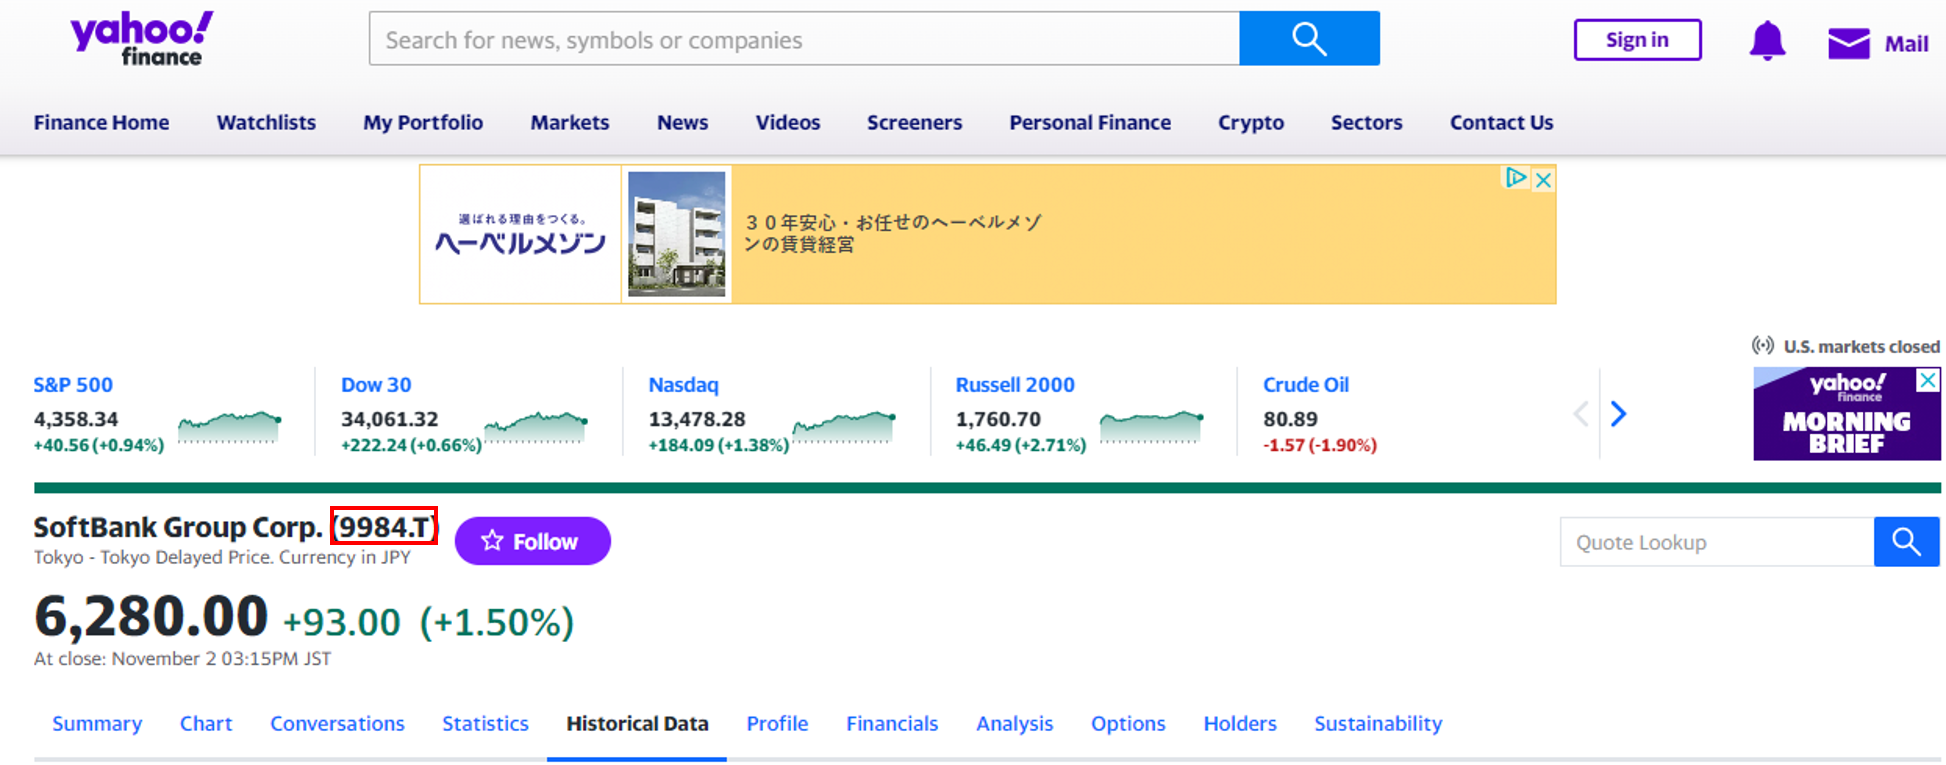 yahoo!
finance
Search for news, symbols or companies
Sign in
Mail
Finance Home
Watchlists
My Portfolio
Markets
News
Videos
Screeners
Personal Finance
Crypto
Sectors
Contact Us
選ばれる理由をつくる。
ヘーベルメゾン
３０年安心・お任せのヘーベルメゾ
ンの賃貸経営
U.S. markets closed
S&P 500
4,358.34
+40.56 (+0.94%)
Dow 30
34,061.32
+222.24 (+0.66%)
Nasdaq
13,478.28
+184.09 (+1.38%)
Russell 2000
1,760.70
+46.49 (+2.71%)
Crude Oil
80.89
-1.57 (-1.90%)
yahoo!
finance
MORNING
BRIEF
SoftBank Group Corp. (9984.T)
Tokyo - Tokyo Delayed Price. Currency in JPY
Follow
Quote Lookup
6,280.00 +93.00 (+1.50%)
At close: November 2 03:15PM JST
Summary
Chart
Conversations
Statistics
Historical Data
Profile
Financials
Analysis
Options
Holders
Sustainability